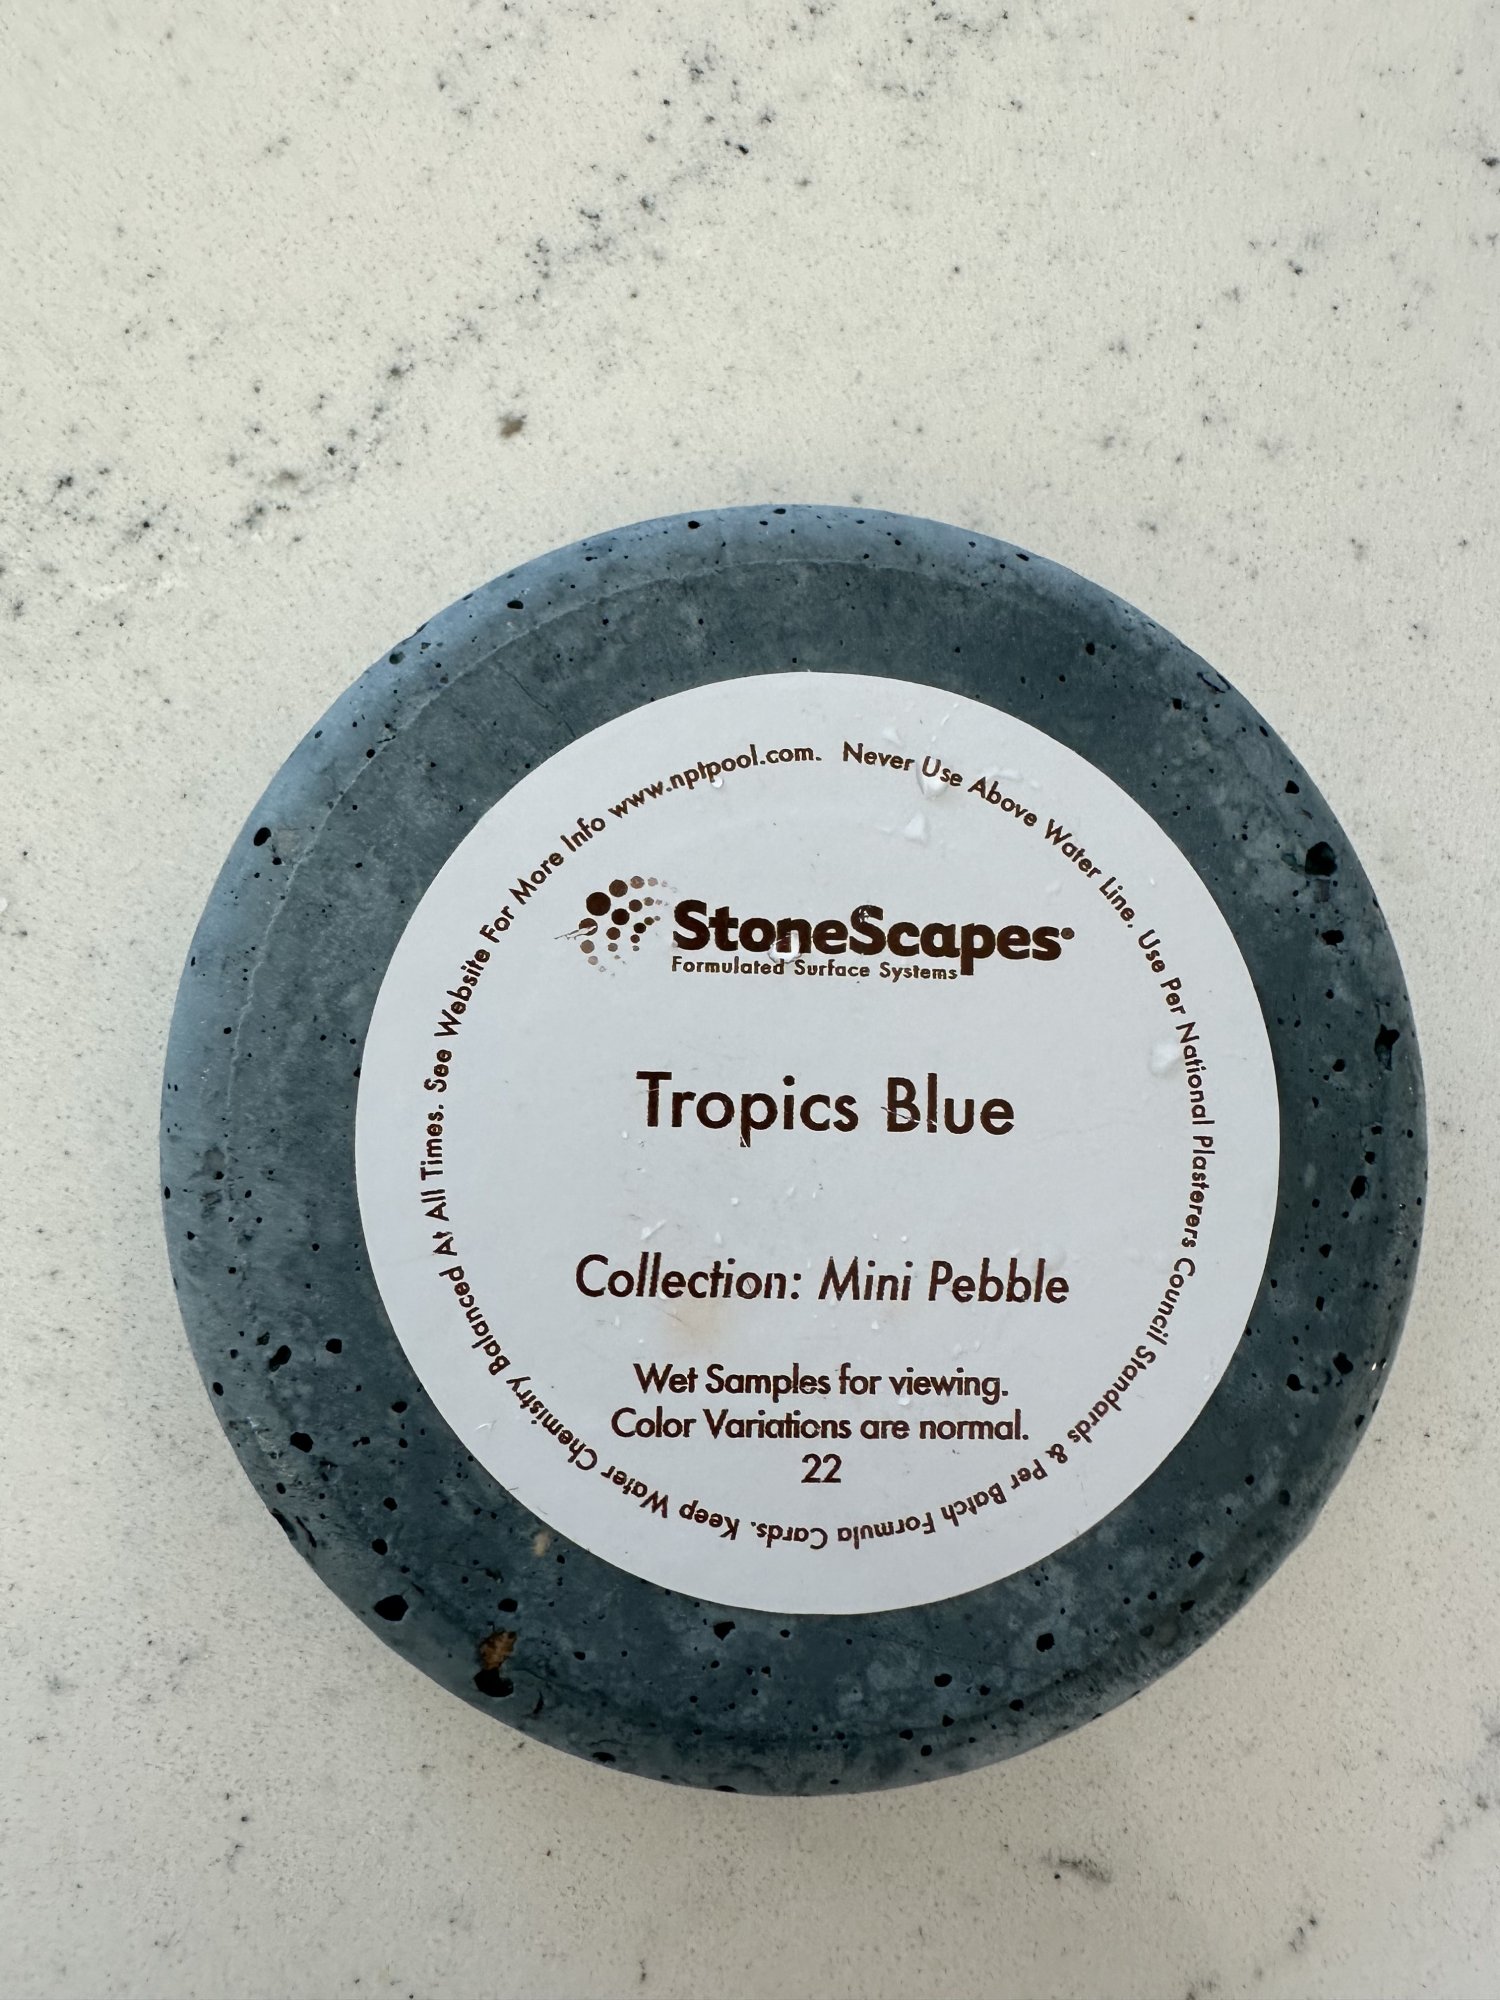 Never Use Above Water Line. Use Per National Plasterers Council Standards & Per Batch Formula Cards. Keep Water Chemistry Balanced At All Times. See Website For More Info www.nptpool.com.
StoneScapes®
Formulated Surface Systems
Tropics Blue
Collection: Mini Pebble
Wet Samples for viewing.
Color Variations are normal.
22